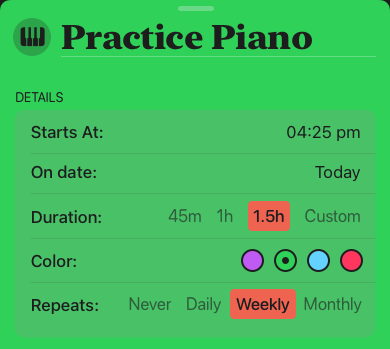 Practice Piano
DETAILS
Starts At: 04:25 pm
On date: Today
Duration: 45m 1h 1.5h Custom
Color:
Repeats: Never Daily Weekly Monthly